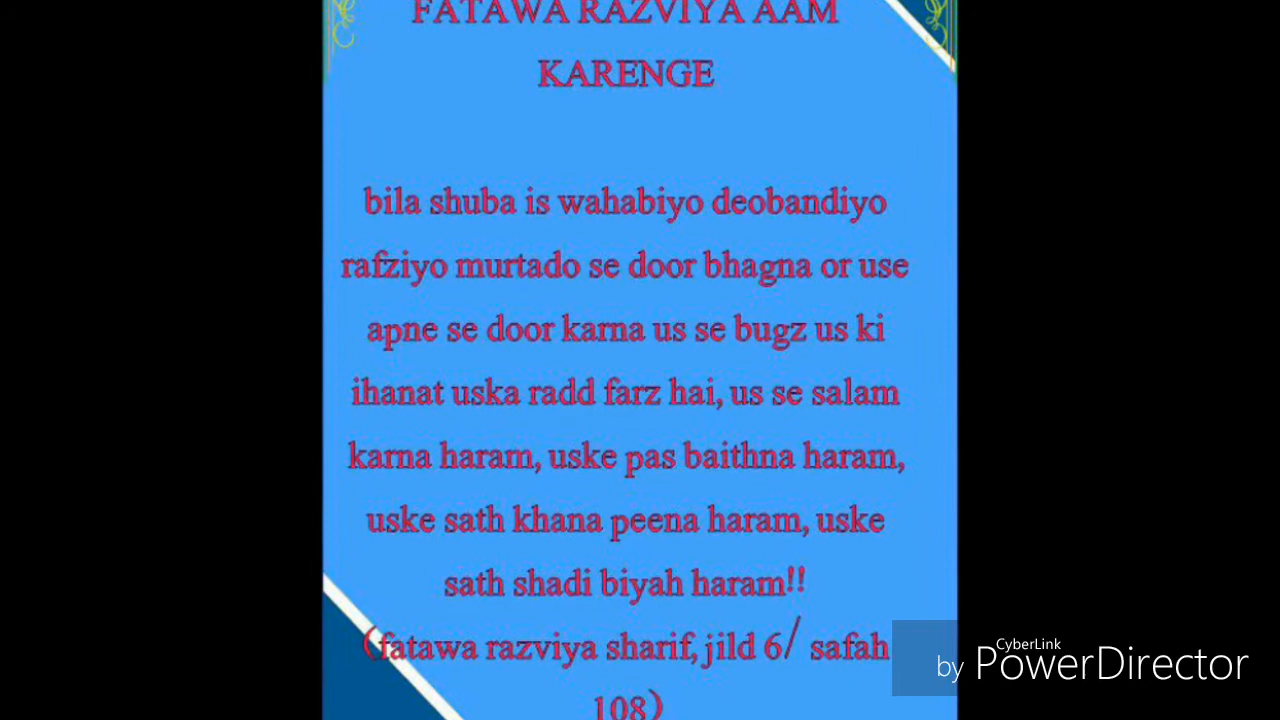 FATAWA RAZVIYA AAM
KARENGE
bila shuba is wahabiyo deobandiyo
rafziyo murtado se door bhagna or use
apne se door karna us se bugz us ki
ihanat uska radd farz hai, us se salam
karna haram, uske pas baithna haram,
uske sath khana peena haram, uske
sath shadi biyah haram!!
(fatawa razviya sharif, jild 6/ safah
108)
CyberLink
by PowerDirector